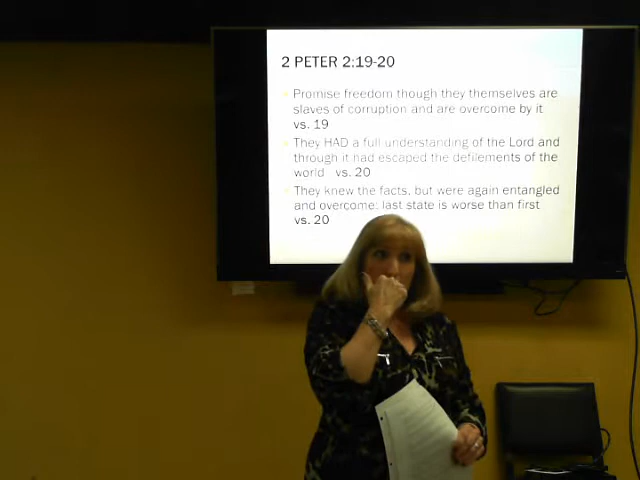 2 PETER 2:19-20
Promise freedom though they themselves are
slaves of corruption and are overcome by it
vs. 19
They HAD a full understanding of the Lord and
through it had escaped the defilements of the
world vs. 20
They knew the facts, but were again entangled
and overcome: last state is worse than first
vs. 20